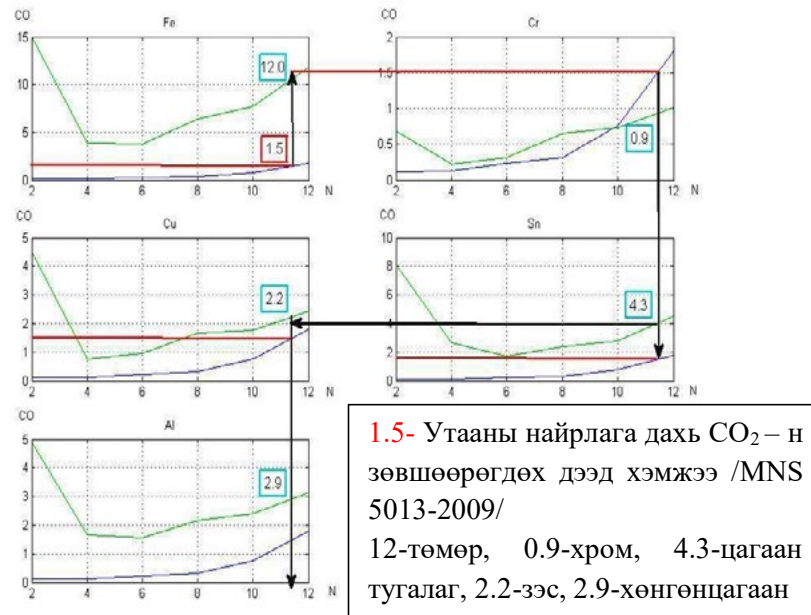 CO
Fe
15
10
5
0
12.0
1.5
2 4 6 8 10 12 N
CO
Cr
2
1.5
1
0.5
0
0.9
2 4 6 8 10 12 N
CO
Cu
5
4
3
2
1
0
2.2
2 4 6 8 10 12 N
CO
Sn
10
8
6
4
2
0
4.3
2 4 6 8 10 12 N
CO
Al
5
4
3
2
1
0
2.9
2 4 6 8 10 12 N
1.5- Утааны найрлага дахь CO₂ – н
зөвшөөрөгдөх дээд хэмжээ /MNS
5013-2009/
12-төмөр, 0.9-хром, 4.3-цагаан
тугалаг, 2.2-зэс, 2.9-хөнгөнцагаан